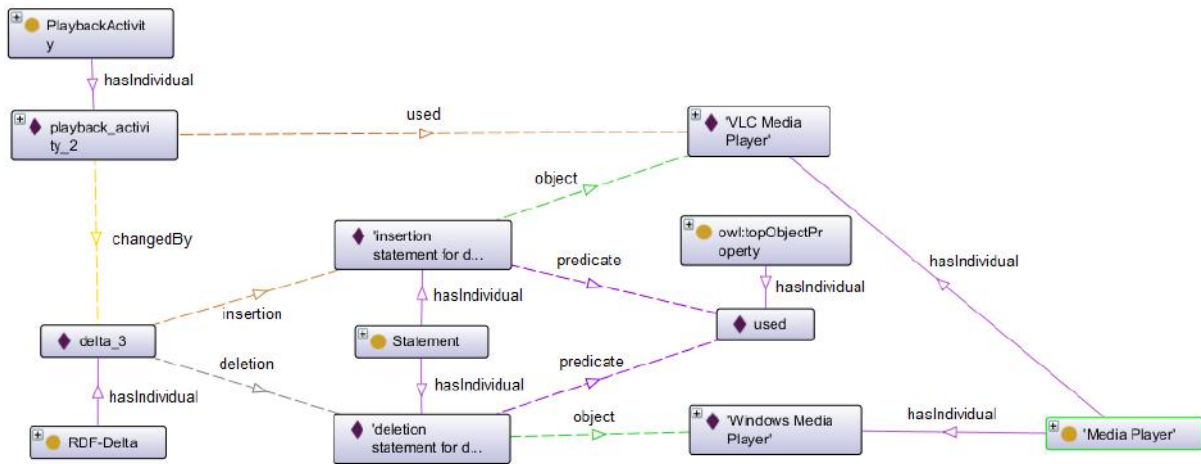 PlaybackActivit
y
hasIndividual
playback_activi
ty_2
used
'VLC Media
Player'
object
changedBy
'insertion
statement for d...
owl:topObjectPr
operty
predicate
hasIndividual
hasIndividual
hasIndividual
insertion
used
delta_3
Statement
deletion
predicate
hasIndividual
hasIndividual
object
hasIndividual
RDF-Delta
'deletion
statement for d...
'Windows Media
Player'
'Media Player'